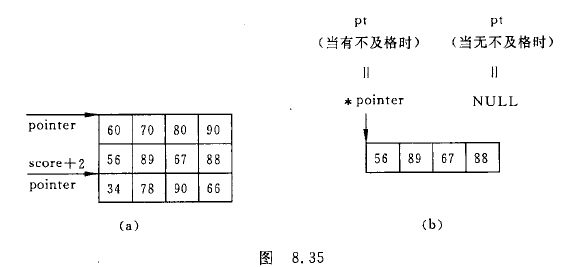 pt pt
(当有不及格时) (当无不及格时)
‖ ‖
*pointer NULL
pointer
60 70 80 90
score+2
56 89 67 88
pointer
34 78 90 66
56 89 67 88
(a) (b)
图 8.35